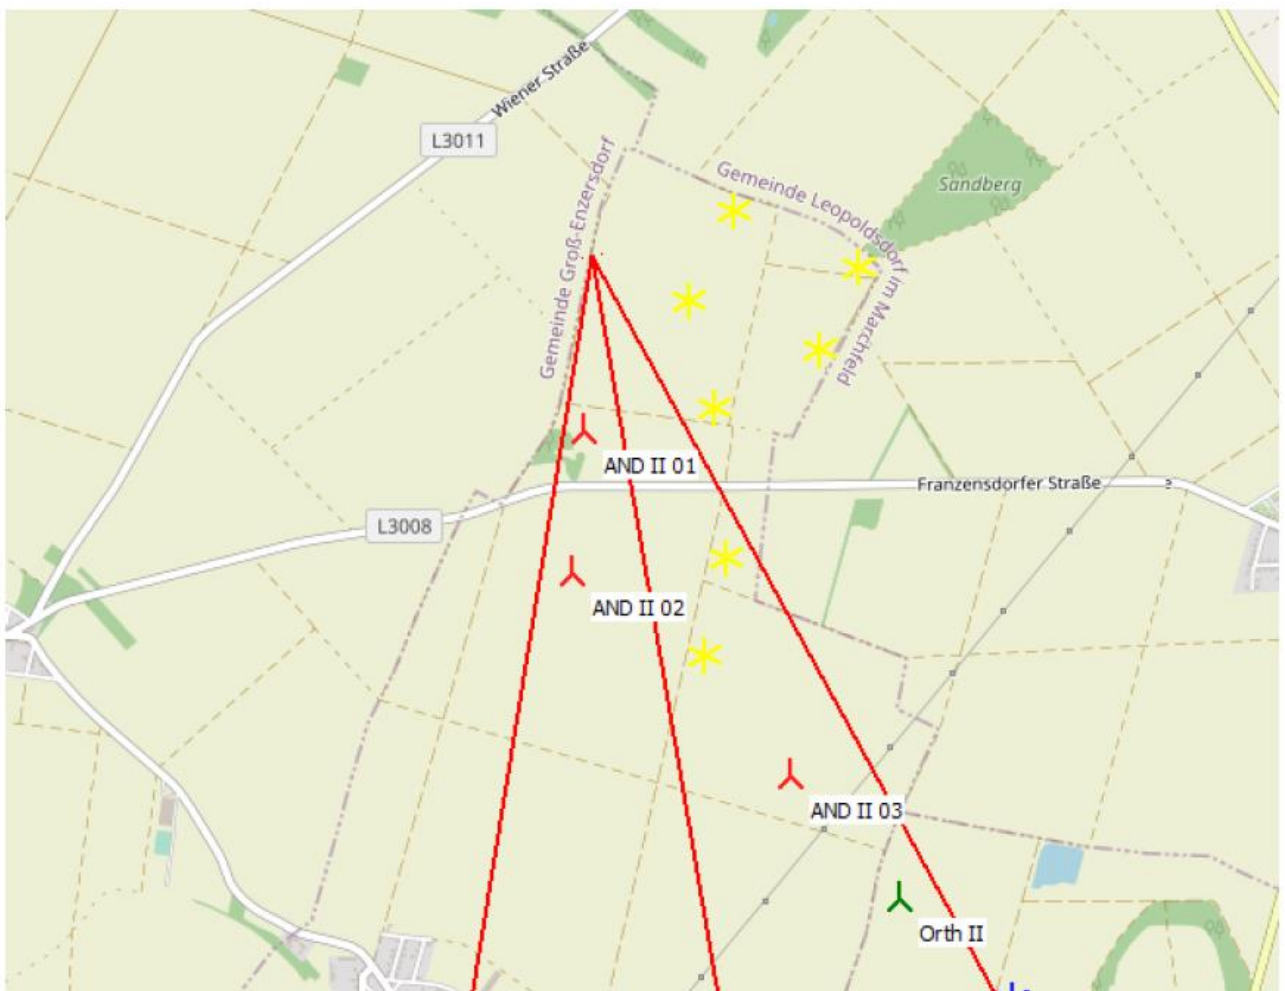 Wiener Straße
L3011
Gemeinde Groß-Enzersdorf
Gemeinde Leopoldsdorf im Marchfeld
Sandberg
AND II 01
Franzensdorfer Straße
L3008
AND II 02
AND II 03
Orth II